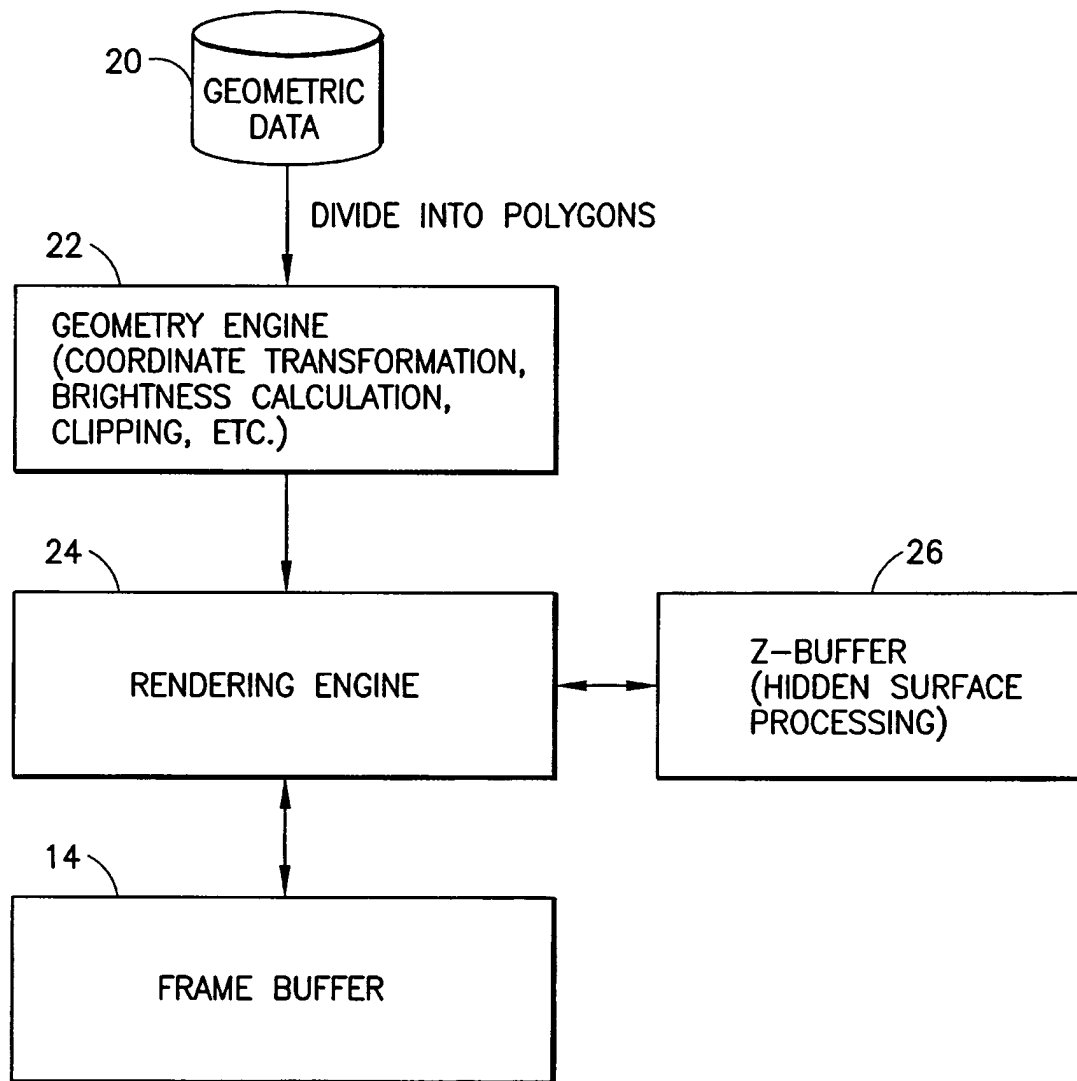 20
GEOMETRIC
DATA
DIVIDE INTO POLYGONS
22
GEOMETRY ENGINE
(COORDINATE TRANSFORMATION,
BRIGHTNESS CALCULATION,
CLIPPING, ETC.)
24
RENDERING ENGINE
26
Z-BUFFER
(HIDDEN SURFACE
PROCESSING)
14
FRAME BUFFER